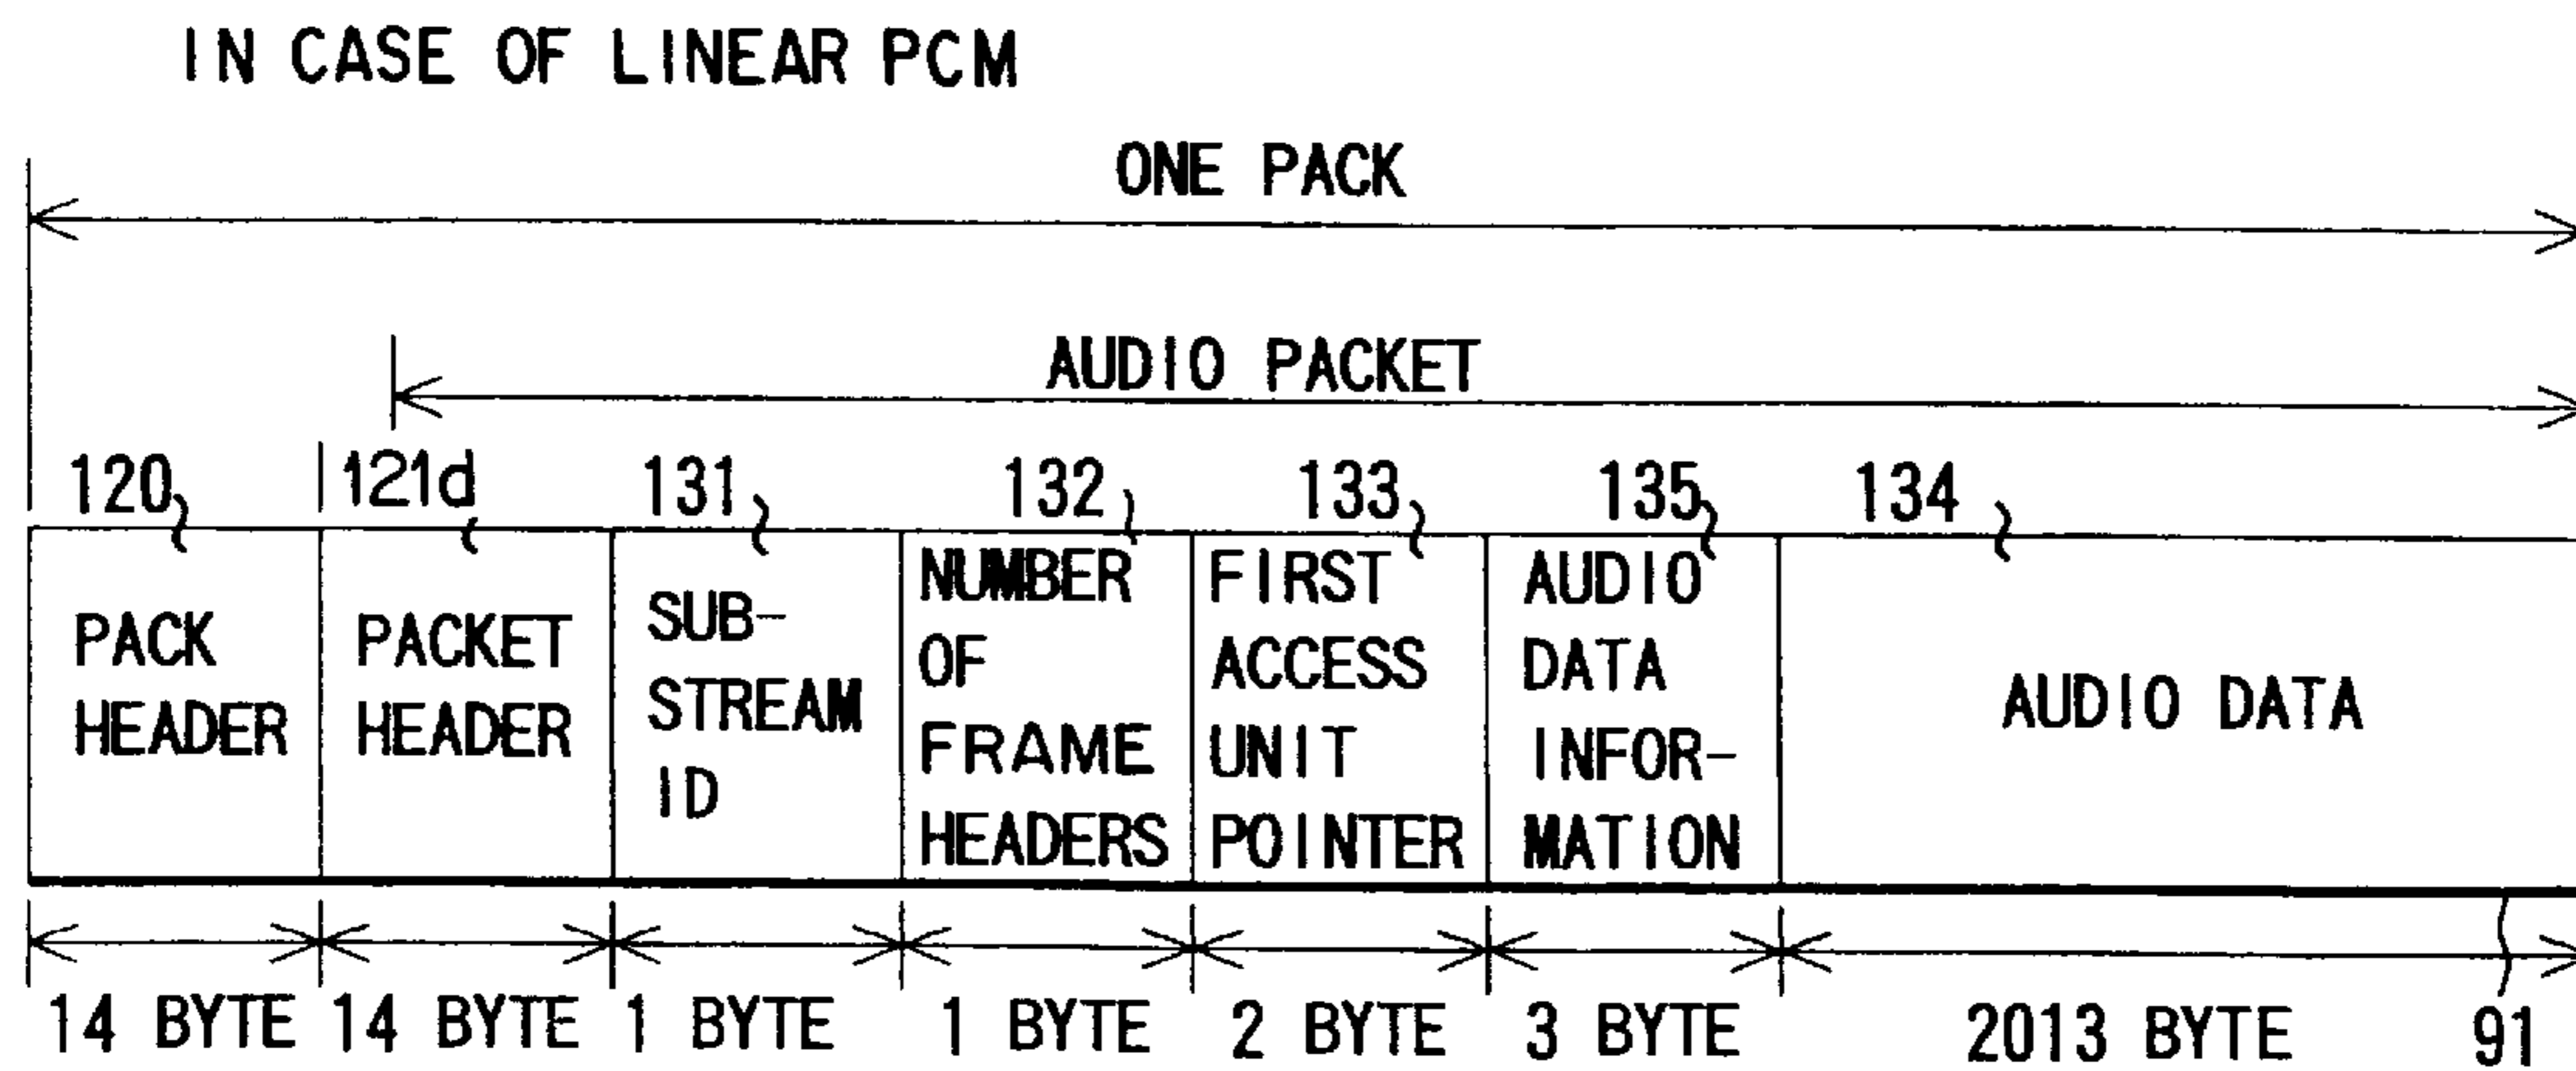 IN CASE OF LINEAR PCM
ONE PACK
AUDIO PACKET
120
121d
131
132
133
135
134
PACK
HEADER
PACKET
HEADER
SUB-
STREAM
ID
NUMBER
OF
FRAME
HEADERS
FIRST
ACCESS
UNIT
POINTER
AUDIO
DATA
INFOR-
MATION
AUDIO DATA
14 BYTE
14 BYTE
1 BYTE
1 BYTE
2 BYTE
3 BYTE
2013 BYTE
91